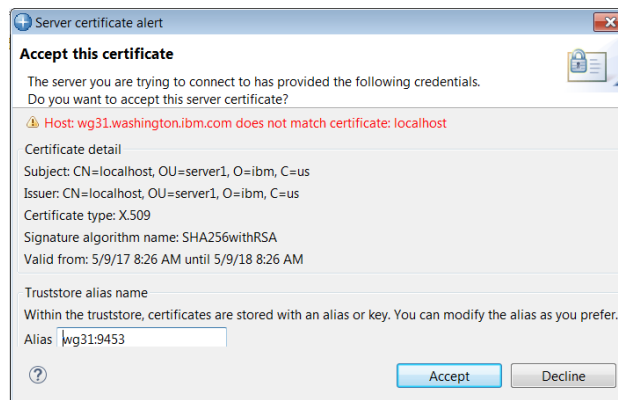 Server certificate alert
Accept this certificate
The server you are trying to connect to has provided the following credentials.
Do you want to accept this server certificate?
Host: wg31.washington.ibm.com does not match certificate: localhost
Certificate detail
Subject: CN=localhost, OU=server1, O=ibm, C=us
Issuer: CN=localhost, OU=server1, O=ibm, C=us
Certificate type: X.509
Signature algorithm name: SHA256withRSA
Valid from: 5/9/17 8:26 AM until 5/9/18 8:26 AM
Truststore alias name
Within the truststore, certificates are stored with an alias or key. You can modify the alias as you prefer.
Alias wg31:9453
Accept Decline